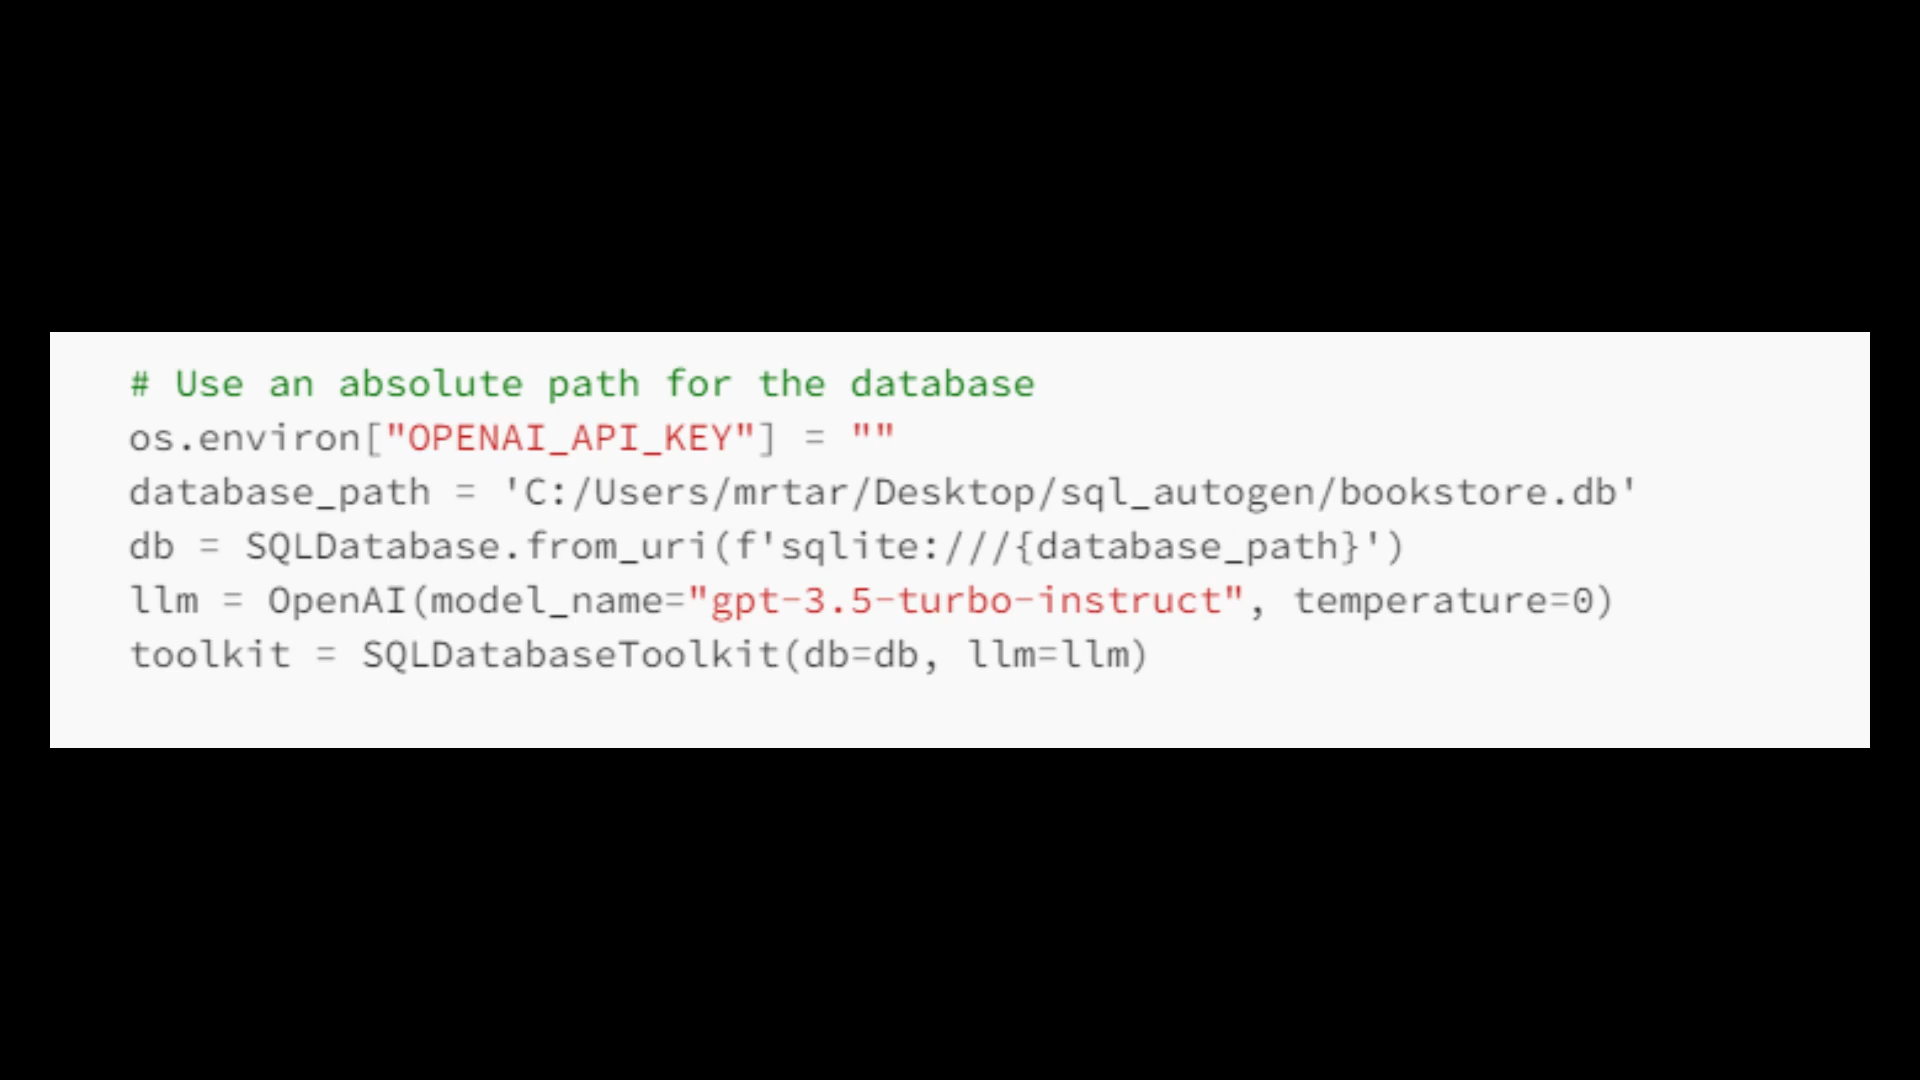 # Use an absolute path for the database
os.environ["OPENAI_API_KEY"] = ""
database_path = 'C:/Users/mrtar/Desktop/sql_autogen/bookstore.db'
db = SQLDatabase.from_uri(f'sqlite:///{database_path}')
llm = OpenAI(model_name="gpt-3.5-turbo-instruct", temperature=0)
toolkit = SQLDatabaseToolkit(db=db, llm=llm)